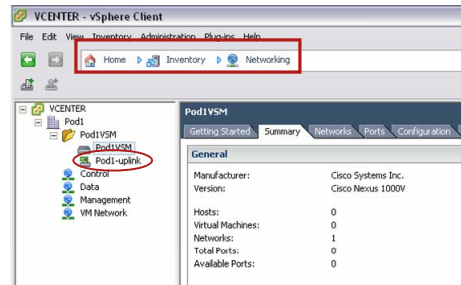 VCENTER - vSphere Client
File Edit View Inventory Administration Plug-ins Help
Home Inventory Networking
VCENTER
Pod1
Pod1VSM
Pod1VSM
Pod1-uplink
Control
Data
Management
VM Network
Pod1VSM
Getting Started Summary Networks Ports Configuration
General
Manufacturer: Cisco Systems Inc.
Version: Cisco Nexus 1000V
Hosts: 0
Virtual Machines: 0
Networks: 1
Total Ports: 0
Available Ports: 0